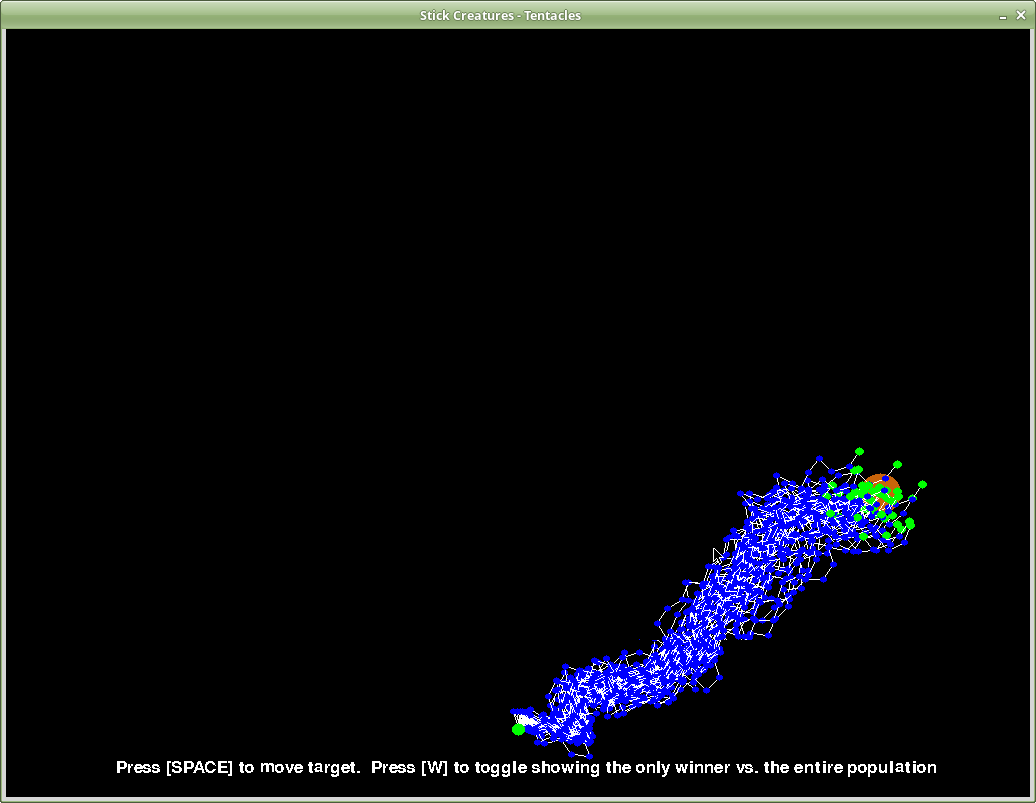 Stick Creatures - Tentacles
Press [SPACE] to move target.  Press [W] to toggle showing the only winner vs. the entire population